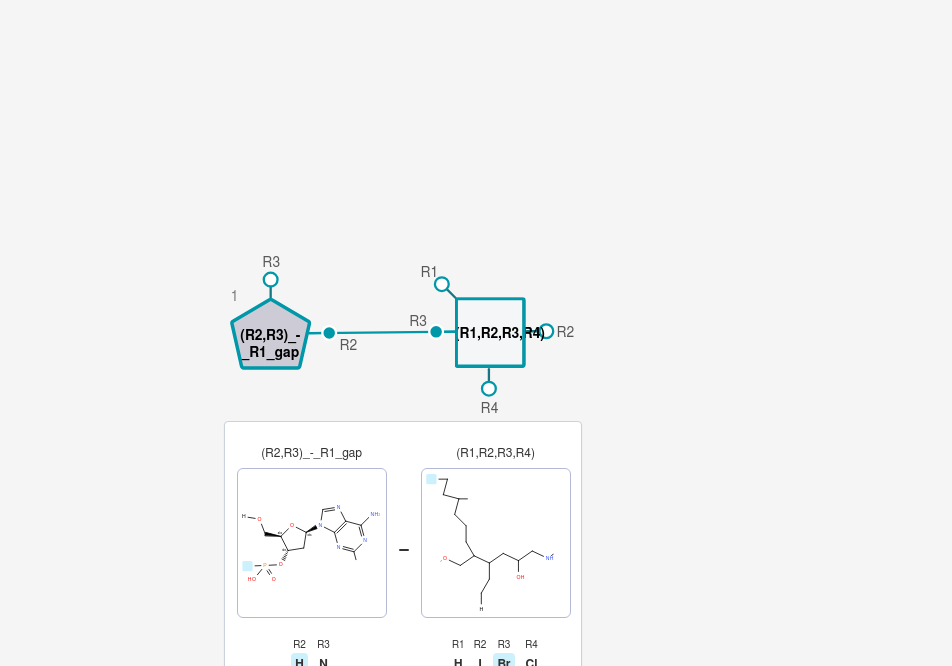 R3
R1
1
R3
(R2,R3)_-
_R1_gap
R2
(R1,R2,R3,R4)
R2
R4
(R2,R3)_-_R1_gap
(R1,R2,R3,R4)
H
O
O
N
N
N
N
N
NH₂
O
P
HO
O
O
OH
H
R2 R3
R1 R2 R3 R4
H N
H I Br Cl